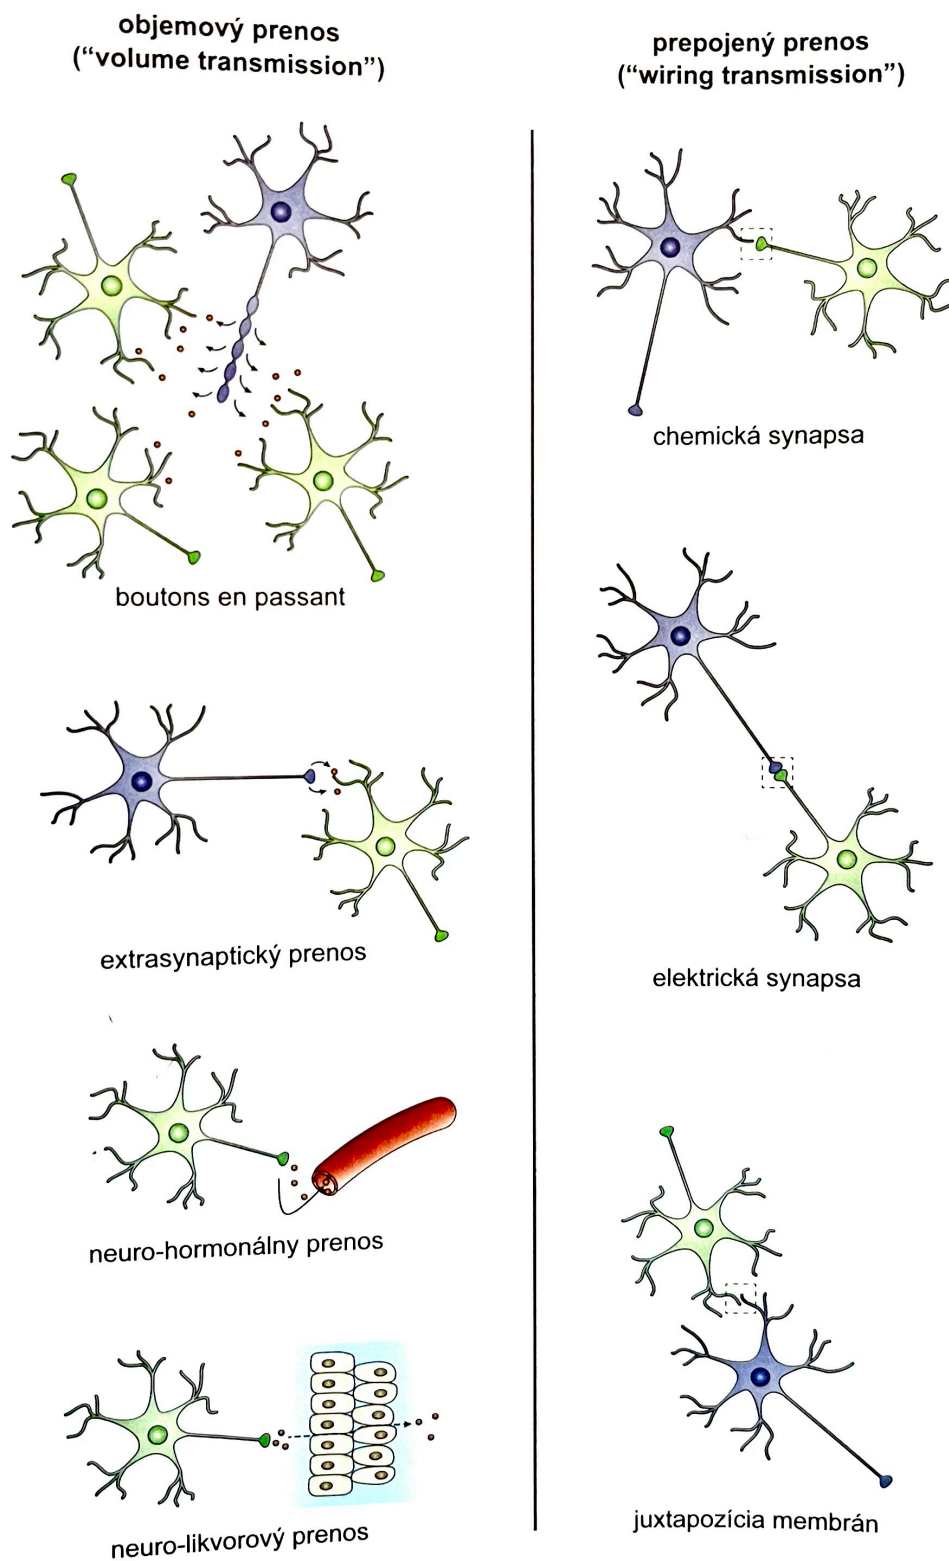 objemový prenos
(“volume transmission”)
boutons en passant
extrasynaptický prenos
neuro-hormonálny prenos
neuro-likvorový prenos
prepojený prenos
(“wiring transmission”)
chemická synapsa
elektrická synapsa
juxtapozícia membrán